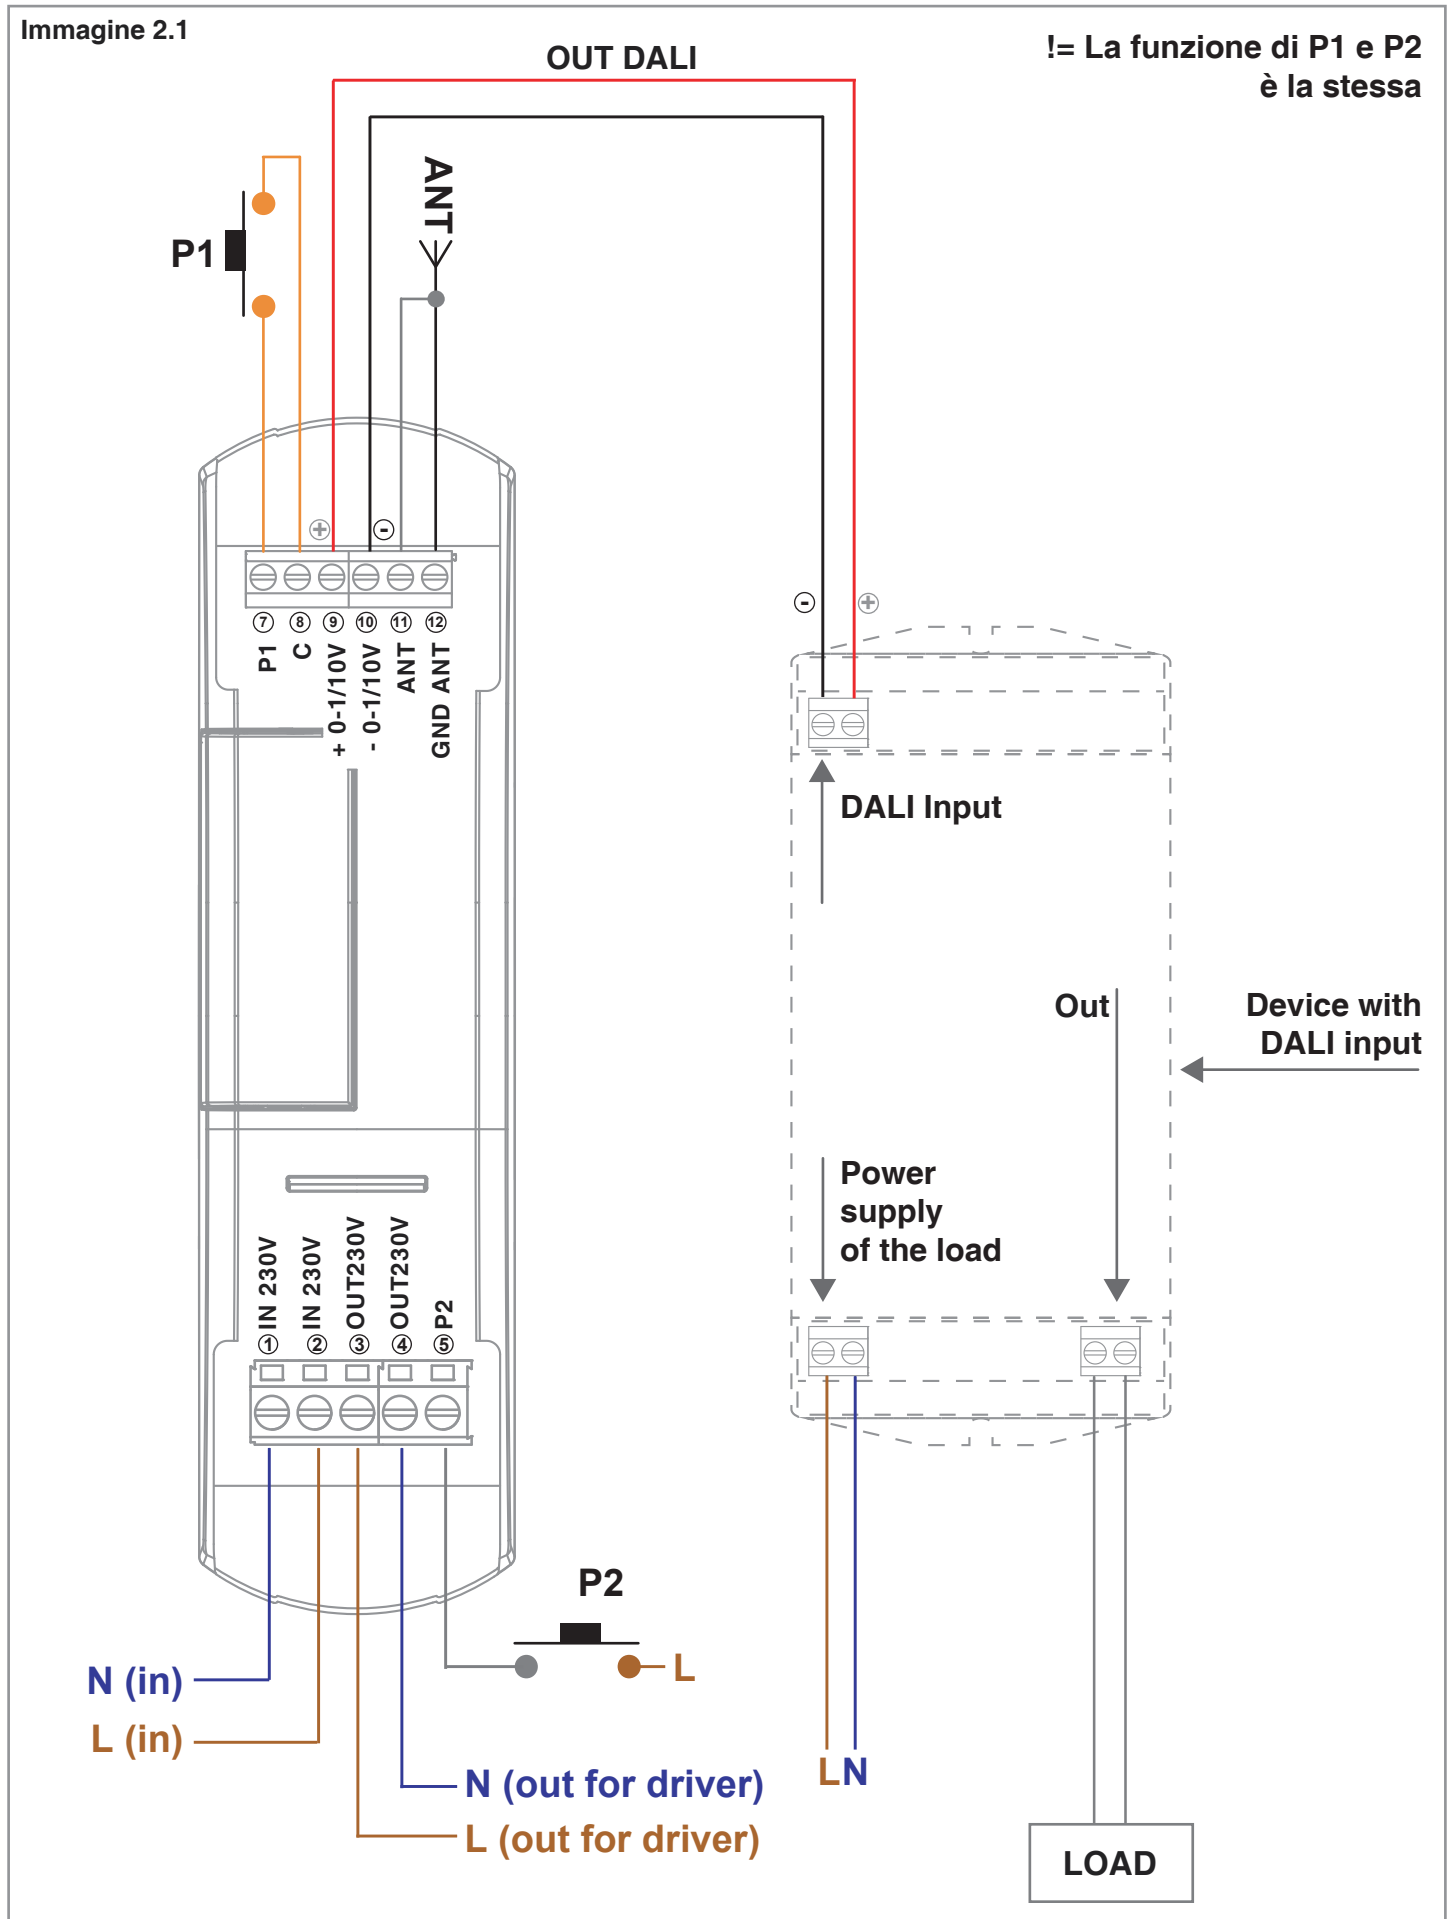 Immagine 2.1
OUT DALI
!= La funzione di P1 e P2
è la stessa
ANT
P1
+
-
7
8
9
10
11
12
P1
C
+ 0-1/10V
- 0-1/10V
ANT
GND ANT
-
+
DALI Input
Out
Device with
DALI input
Power
supply
of the load
IN 230V
IN 230V
OUT230V
OUT230V
P2
1
2
3
4
5
P2
L
N (in)
L (in)
N (out for driver)
L (out for driver)
L N
LOAD